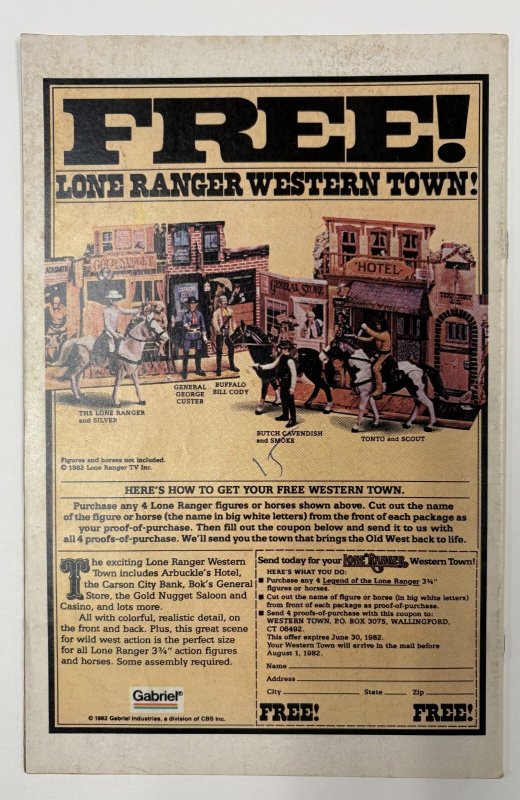 FREE!
LONE RANGER WESTERN TOWN!
GOLD NUGGET
HOTEL
GENERAL STORE
THE LONE RANGER
and SILVER
GENERAL
GEORGE
CUSTER
BUFFALO
BILL CODY
BUTCH CAVENDISH
and SMOKE
TONTO and SCOUT
Figures and horses not included.
© 1982 Lone Ranger TV Inc.
15
HERE'S HOW TO GET YOUR FREE WESTERN TOWN.
Purchase any 4 Lone Ranger figures or horses shown above. Cut out the name
of the figure or horse (the name in big white letters) from the front of each package as
your proof-of-purchase. Then fill out the coupon below and send it to us with
all 4 proofs-of-purchase. We'll send you the town that brings the Old West back to life.
The exciting Lone Ranger Western
Town includes Arbuckle's Hotel,
the Carson City Bank, Bok's General
Store, the Gold Nugget Saloon and
Casino, and lots more.
All with colorful, realistic detail, on
the front and back. Plus, this great scene
for wild west action is the perfect size
for all Lone Ranger 3¾" action figures
and horses. Some assembly required.
Gabriel®
© 1982 Gabriel Industries, a division of CBS Inc.
Send today for your LONE RANGER Western Town!
HERE'S WHAT YOU DO:
■ Purchase any 4 Legend of the Lone Ranger 3¾"
figures or horses.
■ Cut out the name of figure or horse (in big white letters)
from front of each package as proof-of-purchase.
■ Send 4 proofs-of-purchase with this coupon to:
WESTERN TOWN, P.O. BOX 3075, WALLINGFORD,
CT 06492.
This offer expires June 30, 1982.
Your Western Town will arrive in the mail before
August 1, 1982.
Name
Address
City State Zip
FREE! FREE!